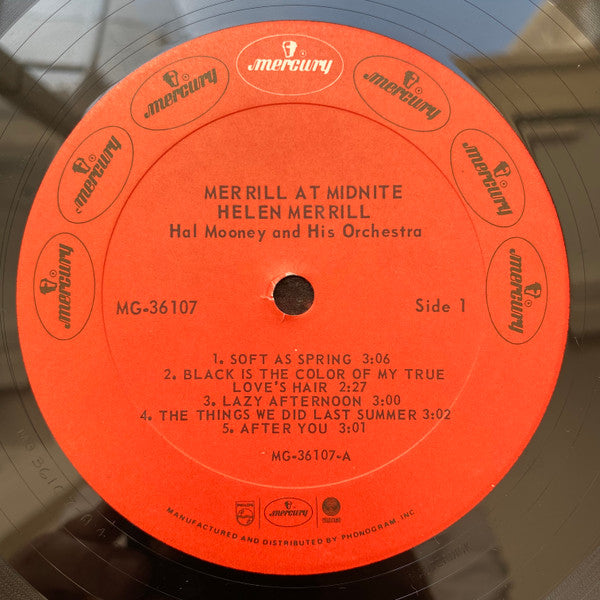 mercury
mercury
mercury
mercury
mercury
mercury
mercury
MERRILL AT MIDNITE
HELEN MERRILL
Hal Mooney and His Orchestra
MG-36107 Side 1
1. SOFT AS SPRING 3:06
2. BLACK IS THE COLOR OF MY TRUE
LOVE'S HAIR 2:27
3. LAZY AFTERNOON 3:00
4. THE THINGS WE DID LAST SUMMER 3:02
5. AFTER YOU 3:01
MG-36107-A
PHILIPS mercury
MANUFACTURED AND DISTRIBUTED BY PHONOGRAM, INC.